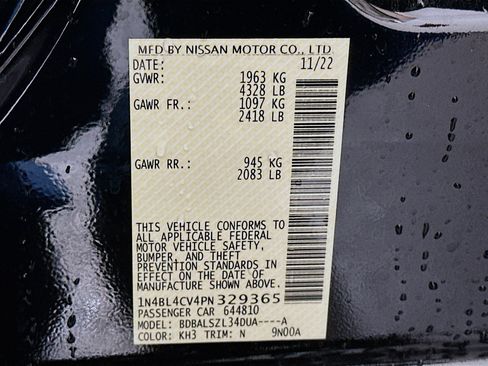 MFD BY NISSAN MOTOR CO., LTD
DATE: 11/22
GVWR: 1963 KG
4328 LB
GAWR FR.: 1097 KG
2418 LB
GAWR RR.: 945 KG
2083 LB
THIS VEHICLE CONFORMS TO
ALL APPLICABLE FEDERAL
MOTOR VEHICLE SAFETY,
BUMPER, AND THEFT
PREVENTION STANDARDS IN
EFFECT ON THE DATE OF
MANUFACTURE SHOWN ABOVE.
1N4BL4CV4PN329365
PASSENGER CAR 644810
MODEL: BDBALSZL34DUA----A
COLOR: KH3 TRIM: N 9N00A